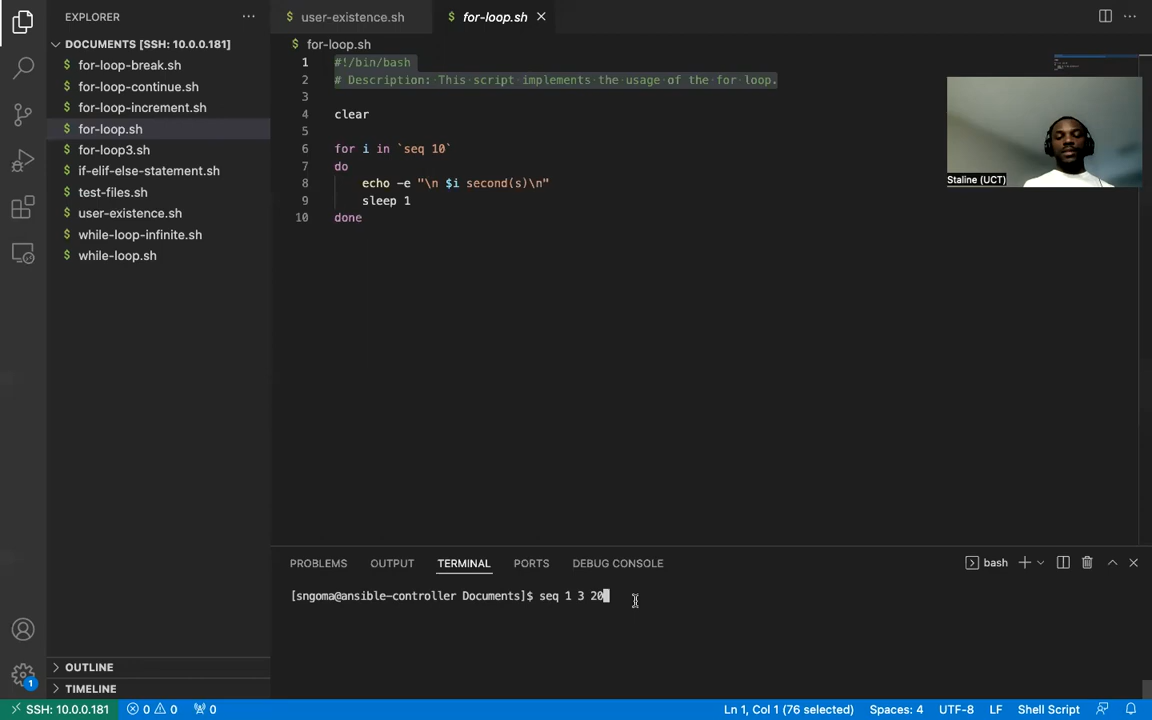 EXPLORER
DOCUMENTS [SSH: 10.0.0.181]
$ for-loop-break.sh
$ for-loop-continue.sh
$ for-loop-increment.sh
$ for-loop.sh
$ for-loop3.sh
$ if-elif-else-statement.sh
$ test-files.sh
$ user-existence.sh
$ while-loop-infinite.sh
$ while-loop.sh
OUTLINE
TIMELINE
$ user-existence.sh
$ for-loop.sh
$ for-loop.sh
1 #!/bin/bash
2 # Description: This script implements the usage of the for loop.
3
4 clear
5
6 for i in `seq 10`
7 do
8 echo -e "\n $i second(s)\n"
9 sleep 1
10 done
Staline (UCT)
PROBLEMS OUTPUT TERMINAL PORTS DEBUG CONSOLE bash
[sngoma@ansible-controller Documents]$ seq 1 3 20
1
SSH: 10.0.0.181 0 0 0 Ln 1, Col 1 (76 selected) Spaces: 4 UTF-8 LF Shell Script